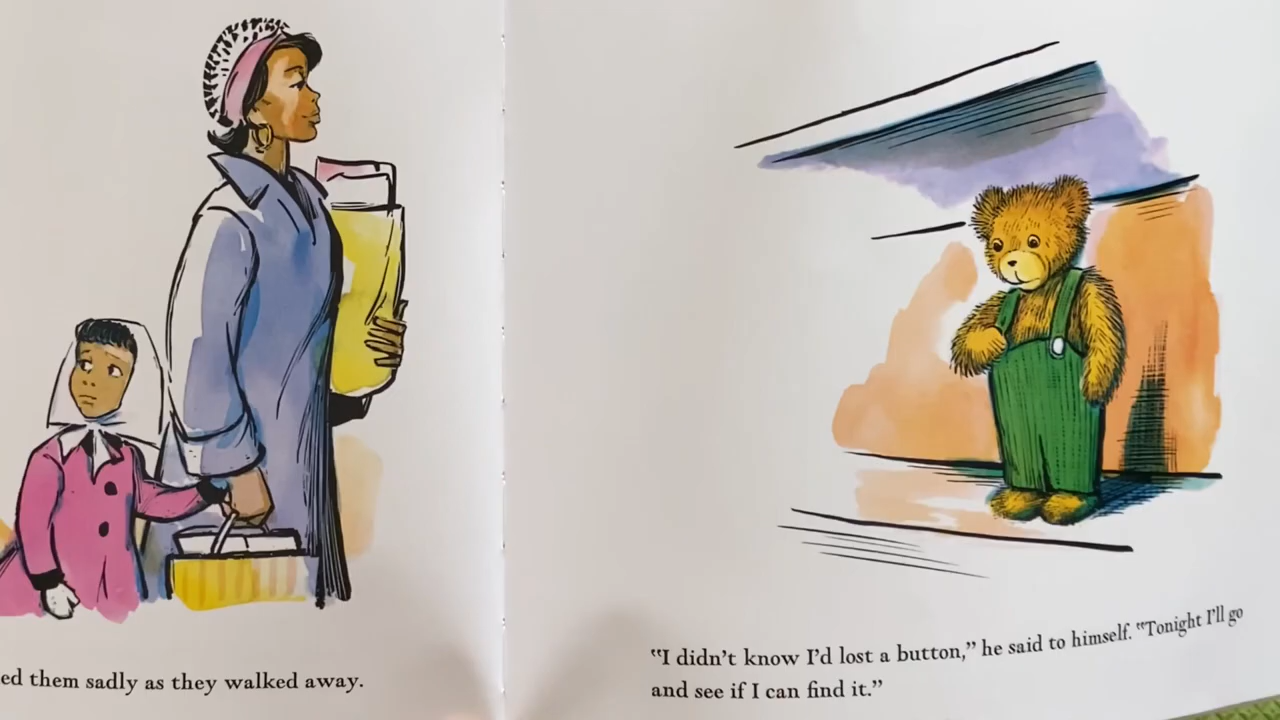 ed them sadly as they walked away.
“I didn’t know I’d lost a button,” he said to himself. “Tonight I’ll go
and see if I can find it.”